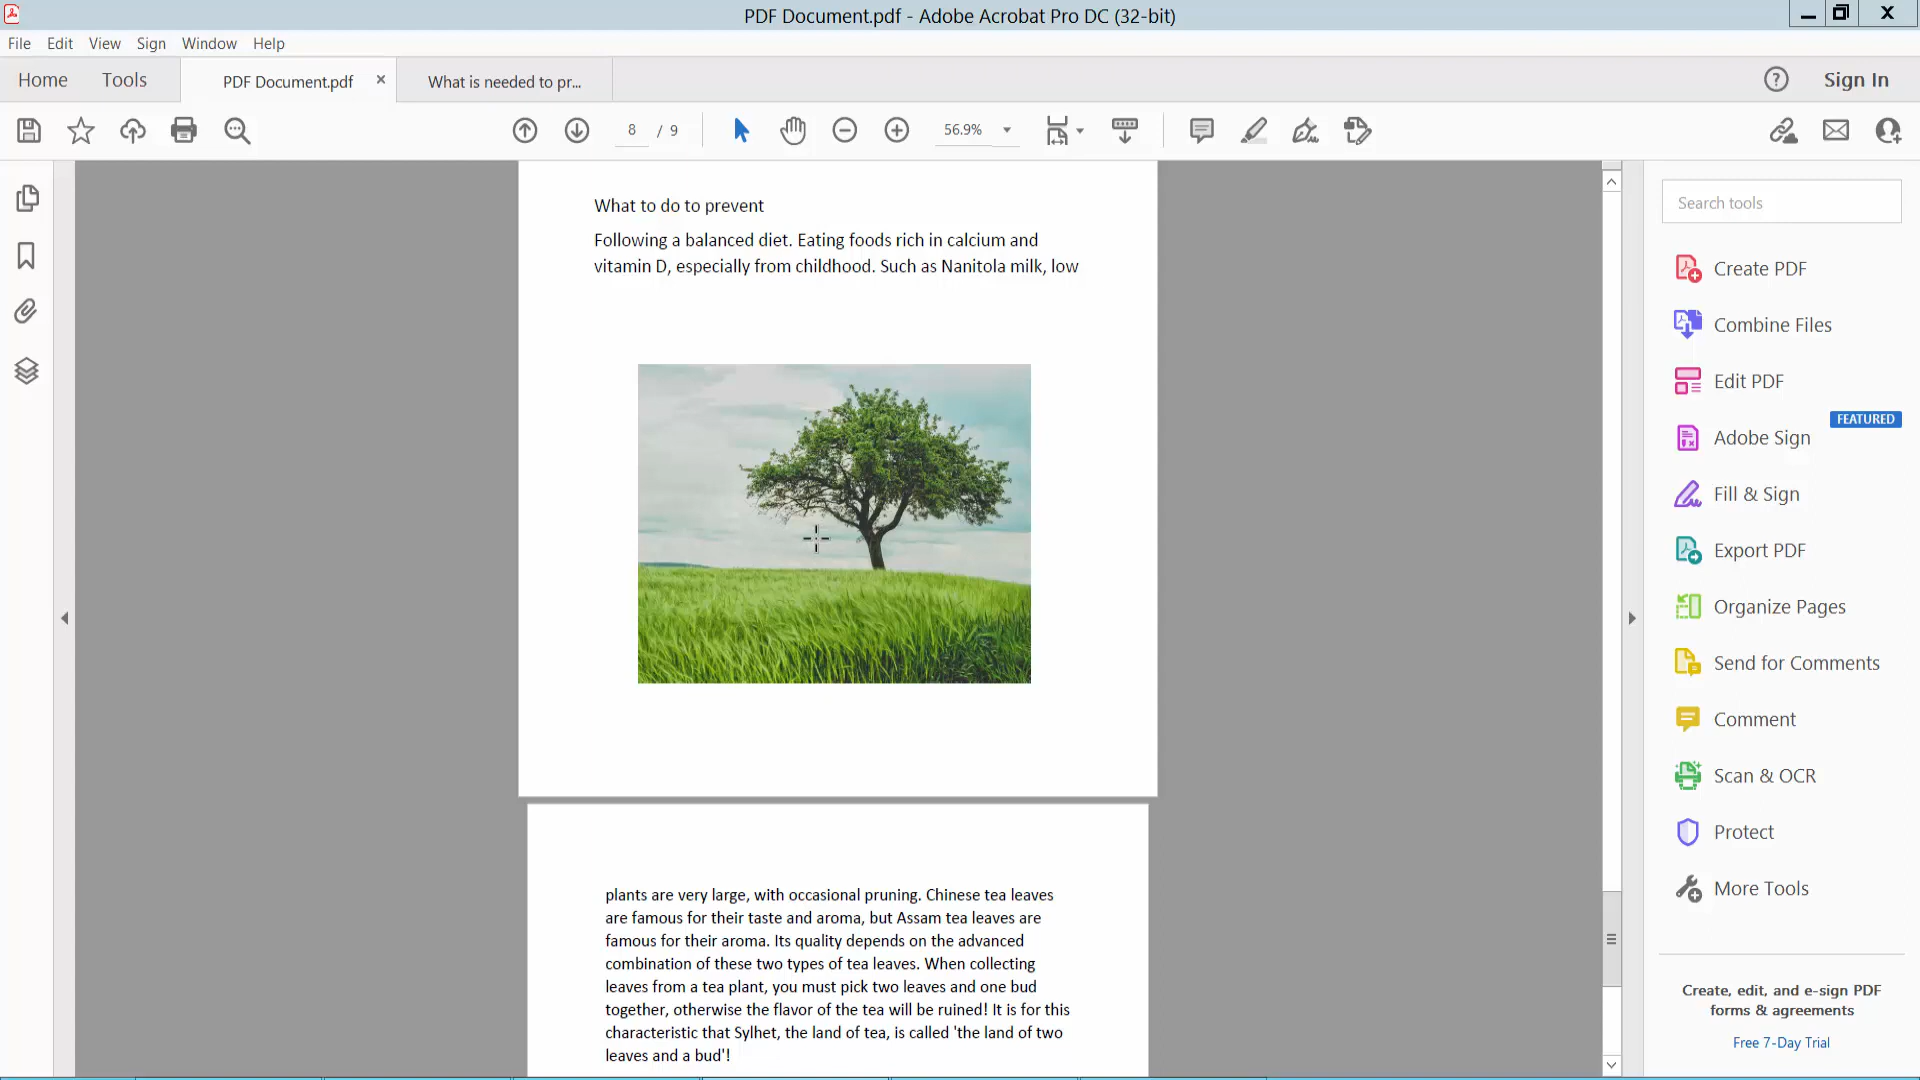 PDF Document.pdf - Adobe Acrobat Pro DC (32-bit)
X
File Edit View Sign Window Help
Home Tools PDF Document.pdf × What is needed to pr... ? Sign In
8 / 9 56.9%
What to do to prevent
Following a balanced diet. Eating foods rich in calcium and
vitamin D, especially from childhood. Such as Nanitola milk, low
plants are very large, with occasional pruning. Chinese tea leaves
are famous for their taste and aroma, but Assam tea leaves are
famous for their aroma. Its quality depends on the advanced
combination of these two types of tea leaves. When collecting
leaves from a tea plant, you must pick two leaves and one bud
together, otherwise the flavor of the tea will be ruined! It is for this
characteristic that Sylhet, the land of tea, is called 'the land of two
leaves and a bud'!
Search tools
Create PDF
Combine Files
Edit PDF
FEATURED
Adobe Sign
Fill & Sign
Export PDF
Organize Pages
Send for Comments
Comment
Scan & OCR
Protect
More Tools
Create, edit, and e-sign PDF
forms & agreements
Free 7-Day Trial